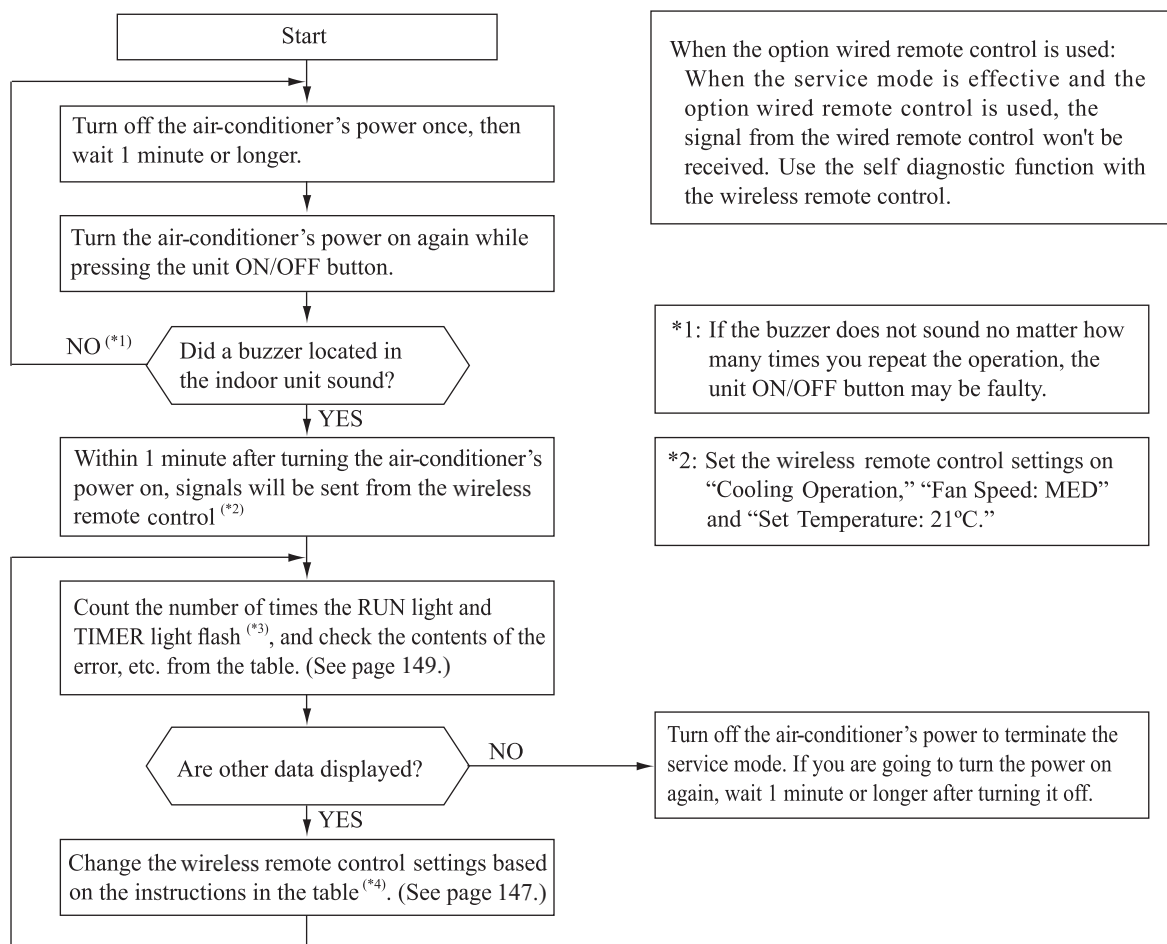 Start
Turn off the air-conditioner's power once, then
wait 1 minute or longer.
Turn the air-conditioner's power on again while
pressing the unit ON/OFF button.
NO (*1)
Did a buzzer located in
the indoor unit sound?
YES
Within 1 minute after turning the air-conditioner's
power on, signals will be sent from the wireless
remote control (*2)
Count the number of times the RUN light and
TIMER light flash (*3), and check the contents of the
error, etc. from the table. (See page 149.)
Are other data displayed?
NO
YES
Change the wireless remote control settings based
on the instructions in the table (*4). (See page 147.)
When the option wired remote control is used:
When the service mode is effective and the
option wired remote control is used, the
signal from the wired remote control won't be
received. Use the self diagnostic function with
the wireless remote control.
*1: If the buzzer does not sound no matter how
many times you repeat the operation, the
unit ON/OFF button may be faulty.
*2: Set the wireless remote control settings on
“Cooling Operation,” “Fan Speed: MED”
and “Set Temperature: 21ºC.”
Turn off the air-conditioner's power to terminate the
service mode. If you are going to turn the power on
again, wait 1 minute or longer after turning it off.